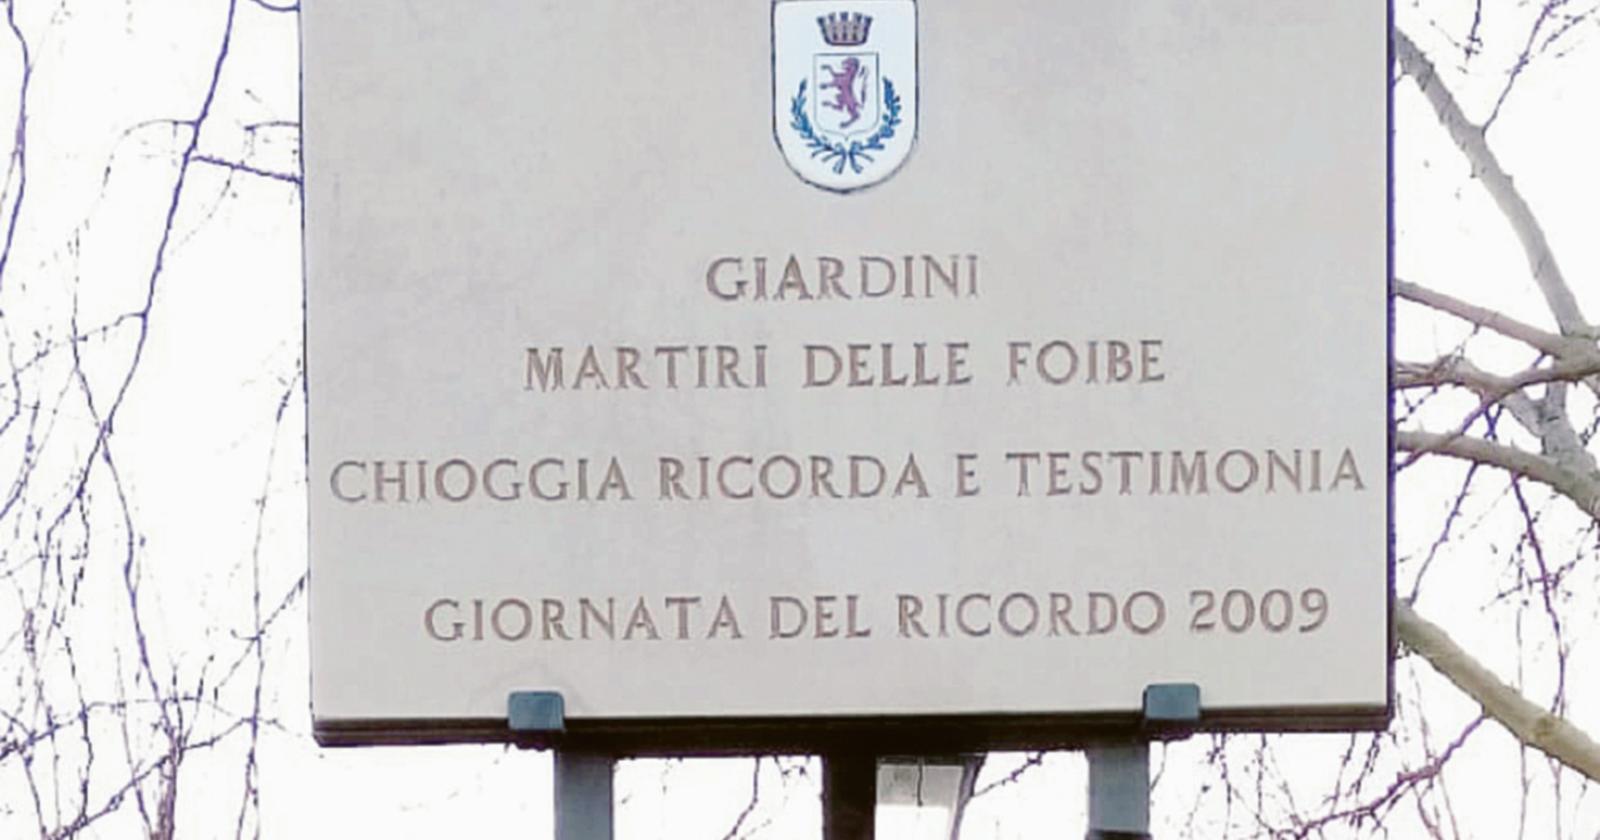 GIARDINI
MARTIRI DELLE FOIBE
CHIOGGIA RICORDA E TESTIMONIA
GIORNATA DEL RICORDO 2009